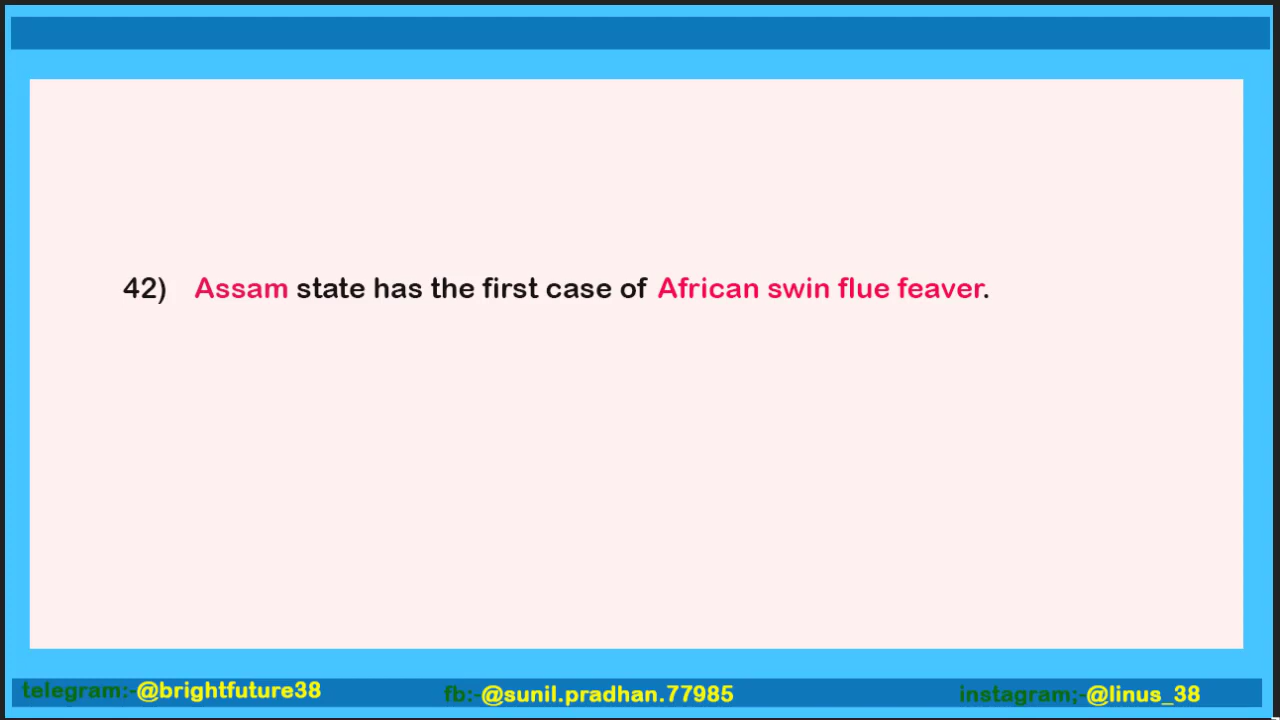 42) Assam state has the first case of African swin flue feaver.
telegram:-@brightfuture38 fb:-@sunil.pradhan.77985 instagram;-@linus_38